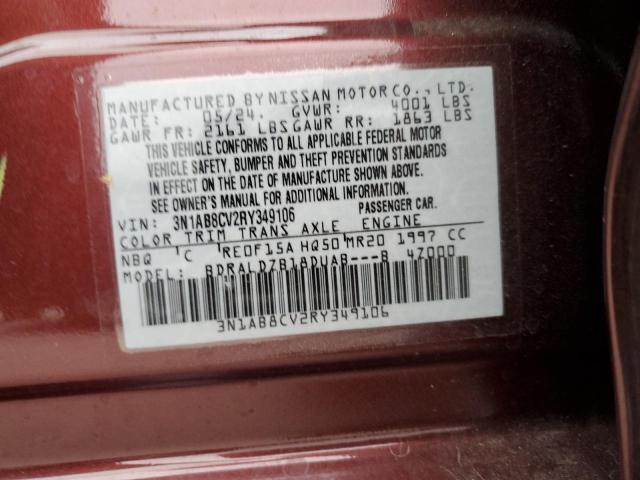 MANUFACTURED BY NISSAN MOTOR CO., LTD.
DATE: 05/24. GVWR: 4001 LBS
GAWR FR: 2161 LBS GAWR RR: 1863 LBS
THIS VEHICLE CONFORMS TO ALL APPLICABLE FEDERAL MOTOR
VEHICLE SAFETY, BUMPER AND THEFT PREVENTION STANDARDS
IN EFFECT ON THE DATE OF MANUFACTURE SHOWN ABOVE.
SEE OWNER'S MANUAL FOR ADDITIONAL INFORMATION.
VIN: 3N1AB8CV2RY349106 PASSENGER CAR.
COLOR TRIM TRANS AXLE ENGINE
NBQ C RE0F15A HQ50 MR20 1997 CC
MODEL: BDRALDZB18DUAB---B 4Z000
3N1AB8CV2RY349106